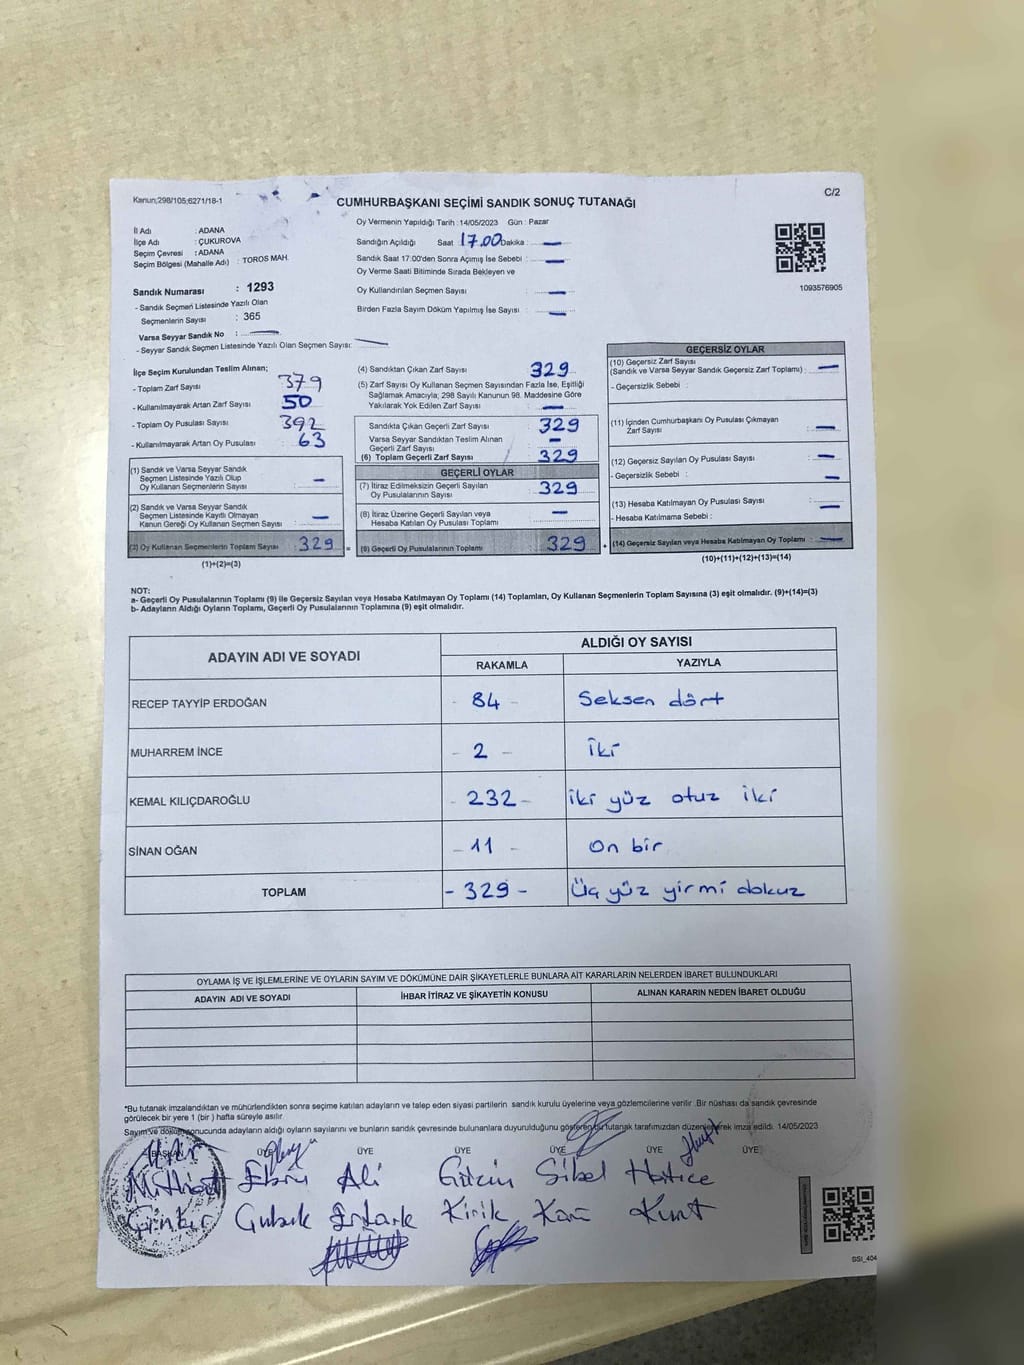 Kanun;298/105;6271/18-1
C/2
CUMHURBAŞKANI SEÇİMİ SANDIK SONUÇ TUTANAĞI
İl Adı : ADANA
İlçe Adı : ÇUKUROVA
Seçim Çevresi : ADANA
Seçim Bölgesi (Mahalle Adı) : TOROS MAH.
Sandık Numarası : 1293
- Sandık Seçmen Listesinde Yazılı Olan
Seçmenlerin Sayısı : 365
Varsa Seyyar Sandık No :
- Seyyar Sandık Seçmen Listesinde Yazılı Olan Seçmen Sayısı:
Oy Vermenin Yapıldığı Tarih : 14/05/2023 Gün : Pazar
Sandığın Açıldığı Saat 17.00 Dakika : —
Sandık Saat 17:00'den Sonra Açımış İse Sebebi : —
Oy Verme Saati Bitiminde Sırada Bekleyen ve
Oy Kullandırılan Seçmen Sayısı : —
Birden Fazla Sayım Döküm Yapılmış İse Sayısı : —
1093576905
İlçe Seçim Kurulundan Teslim Alınan;
- Toplam Zarf Sayısı : 379
- Kullanılmayarak Artan Zarf Sayısı : 50
- Toplam Oy Pusulası Sayısı : 392
- Kullanılmayarak Artan Oy Pusulası : 63
(1) Sandık ve Varsa Seyyar Sandık
Seçmen Listesinde Yazılı Olup
Oy Kullanan Seçmenlerin Sayısı : —
(2) Sandık ve Varsa Seyyar Sandık
Seçmen Listesinde Kayıtlı Olmayan
Kanun Gereği Oy Kullanan Seçmen Sayısı : —
(3) Oy Kullanan Seçmenlerin Toplam Sayısı : 329
(1)+(2)=(3)
(4) Sandıktan Çıkan Zarf Sayısı : 329
(5) Zarf Sayısı Oy Kullanan Seçmen Sayısından Fazla İse, Eşitliği
Sağlamak Amacıyla; 298 Sayılı Kanunun 98. Maddesine Göre
Yakılarak Yok Edilen Zarf Sayısı : —
Sandıkta Çıkan Geçerli Zarf Sayısı : 329
Varsa Seyyar Sandıktan Teslim Alınan
Geçerli Zarf Sayısı : —
(6) Toplam Geçerli Zarf Sayısı : 329
GEÇERLİ OYLAR
(7) İtiraz Edilmeksizin Geçerli Sayılan
Oy Pusulalarının Sayısı : 329
(8) İtiraz Üzerine Geçerli Sayılan veya
Hesaba Katılan Oy Pusulası Toplamı : —
= (9) Geçerli Oy Pusulalarının Toplamı : 329
GEÇERSİZ OYLAR
(10) Geçersiz Zarf Sayısı
(Sandık ve Varsa Seyyar Sandık Geçersiz Zarf Toplamı) : —
- Geçersizlik Sebebi :
(11) İçinden Cumhurbaşkanı Oy Pusulası Çıkmayan
Zarf Sayısı : —
(12) Geçersiz Sayılan Oy Pusulası Sayısı : —
- Geçersizlik Sebebi : —
(13) Hesaba Katılmayan Oy Pusulası Sayısı : —
- Hesaba Katılmama Sebebi :
+ (14) Geçersiz Sayılan veya Hesaba Katılmayan Oy Toplamı : —
(10)+(11)+(12)+(13)=(14)
NOT:
a- Geçerli Oy Pusulalarının Toplamı (9) ile Geçersiz Sayılan veya Hesaba Katılmayan Oy Toplamı (14) Toplamları, Oy Kullanan Seçmenlerin Toplam Sayısına (3) eşit olmalıdır. (9)+(14)=(3)
b- Adayların Aldığı Oyların Toplamı, Geçerli Oy Pusulalarının Toplamına (9) eşit olmalıdır.
ADAYIN ADI VE SOYADI
ALDIĞI OY SAYISI
RAKAMLA YAZIYLA
RECEP TAYYİP ERDOĞAN - 84 - Seksen dört
MUHARREM İNCE - 2 - İki
KEMAL KILIÇDAROĞLU - 232 - iki yüz otuz iki
SİNAN OĞAN - 11 - On bir
TOPLAM - 329 - Üç yüz yirmi dokuz
OYLAMA İŞ VE İŞLEMLERİNE VE OYLARIN SAYIM VE DÖKÜMÜNE DAİR ŞİKAYETLERLE BUNLARA AİT KARARLARIN NELERDEN İBARET BULUNDUKLARI
ADAYIN ADI VE SOYADI İHBAR İTİRAZ VE ŞİKAYETİN KONUSU ALINAN KARARIN NEDEN İBARET OLDUĞU
*Bu tutanak imzalandıktan ve mühürlendikten sonra seçime katılan adayların ve talep eden siyasi partilerin sandık kurulu üyelerine veya gözlemcilerine verilir .Bir nüshası da sandık çevresinde
görülecek bir yere 1 (bir ) hafta süreyle asılır.
Sayım ve döküm sonucunda adayların aldığı oyların sayılarını ve bunların sandık çevresinde bulunanlara duyurulduğunu gösteren bu tutanak tarafımızdan düzenlenerek imza edildi. 14/05/2023
BAŞKAN ÜYE ÜYE ÜYE ÜYE ÜYE
Ebru Ali Gülcin Sibel Hatice
Kırık Kurt